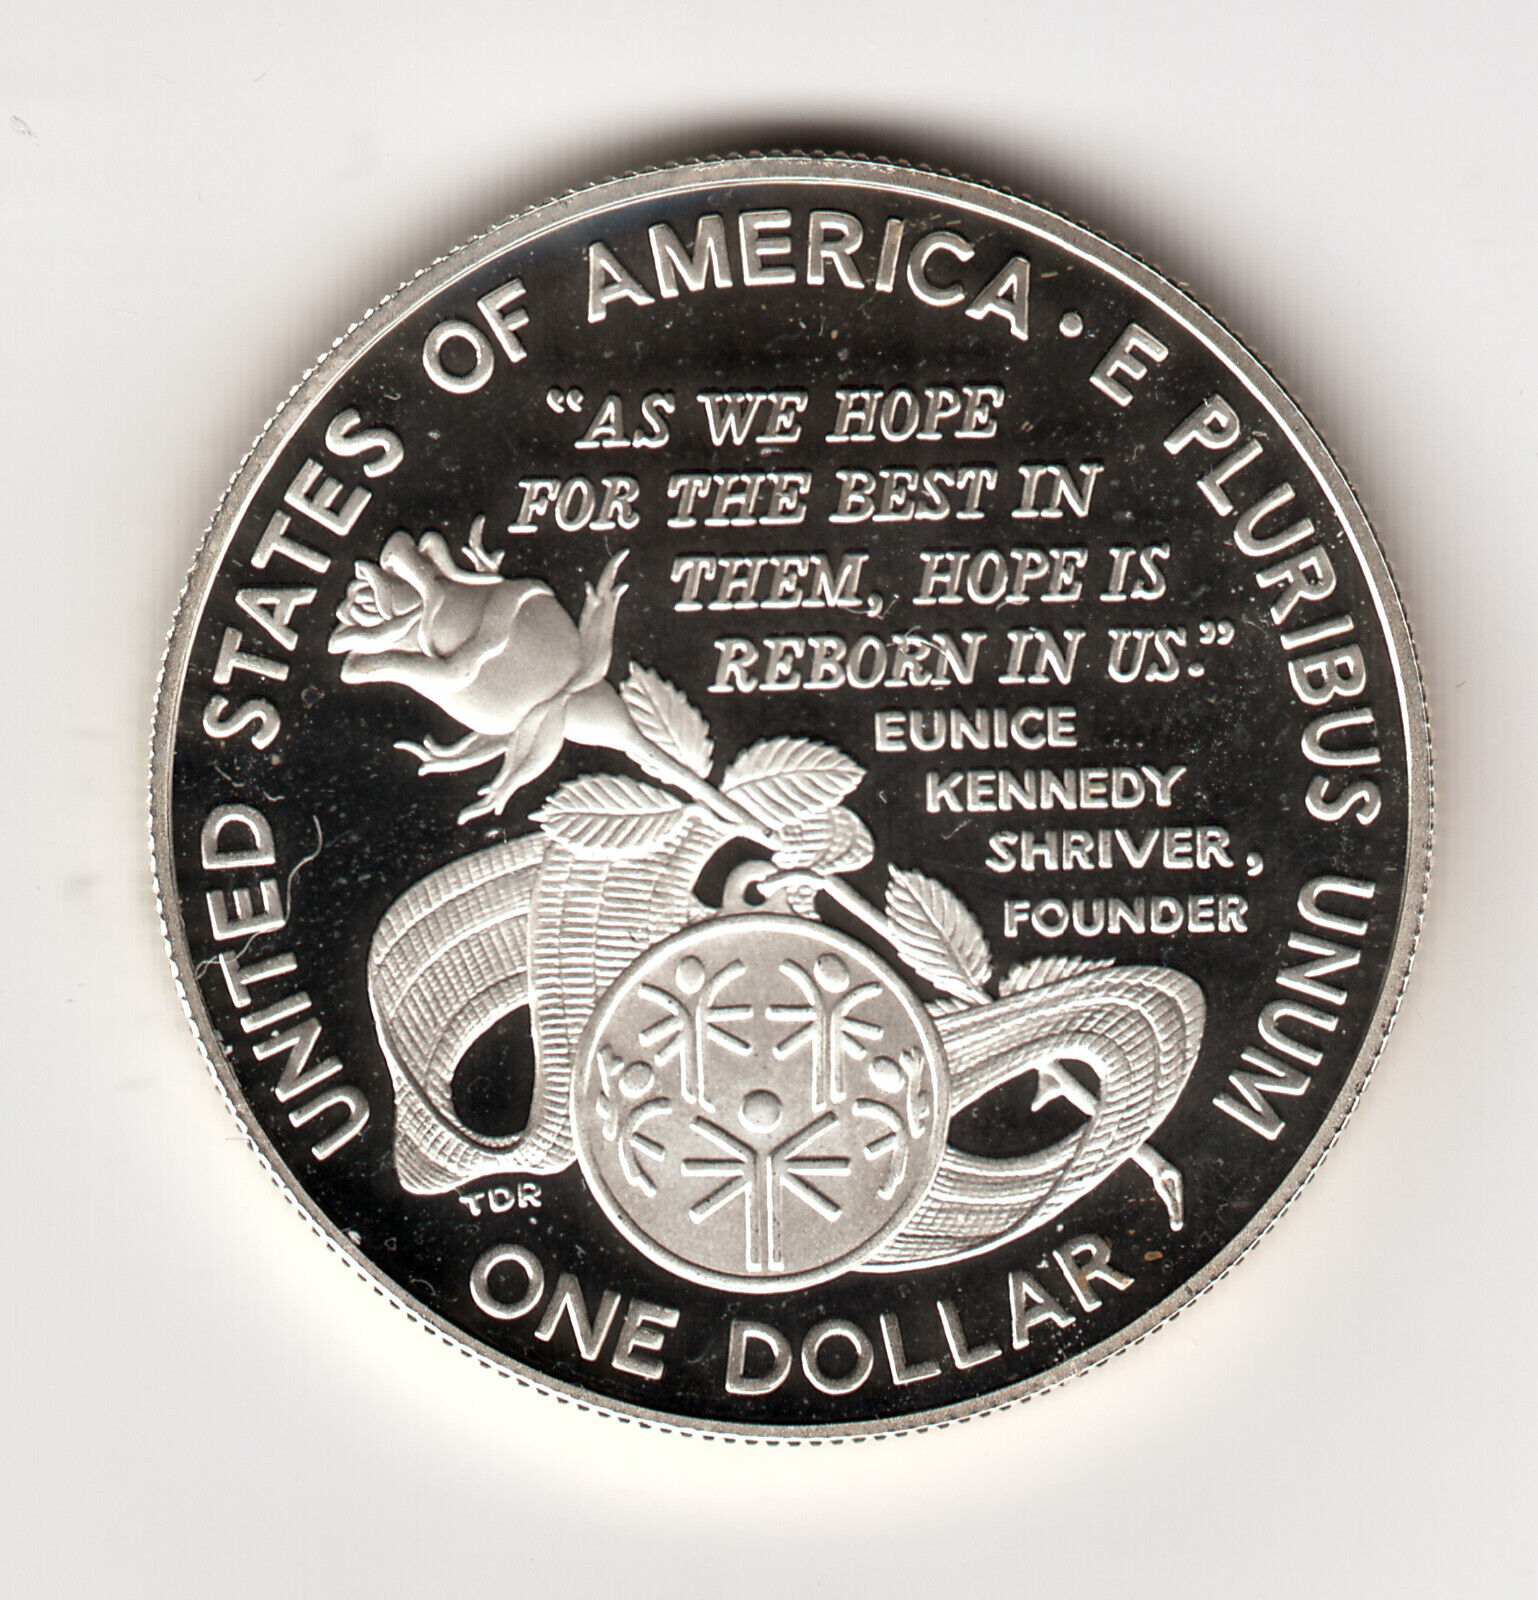 UNITED STATES OF AMERICA · E PLURIBUS UNUM
“AS WE HOPE
FOR THE BEST IN
THEM, HOPE IS
REBORN IN US.”
EUNICE
KENNEDY
SHRIVER,
FOUNDER
TDR
ONE DOLLAR